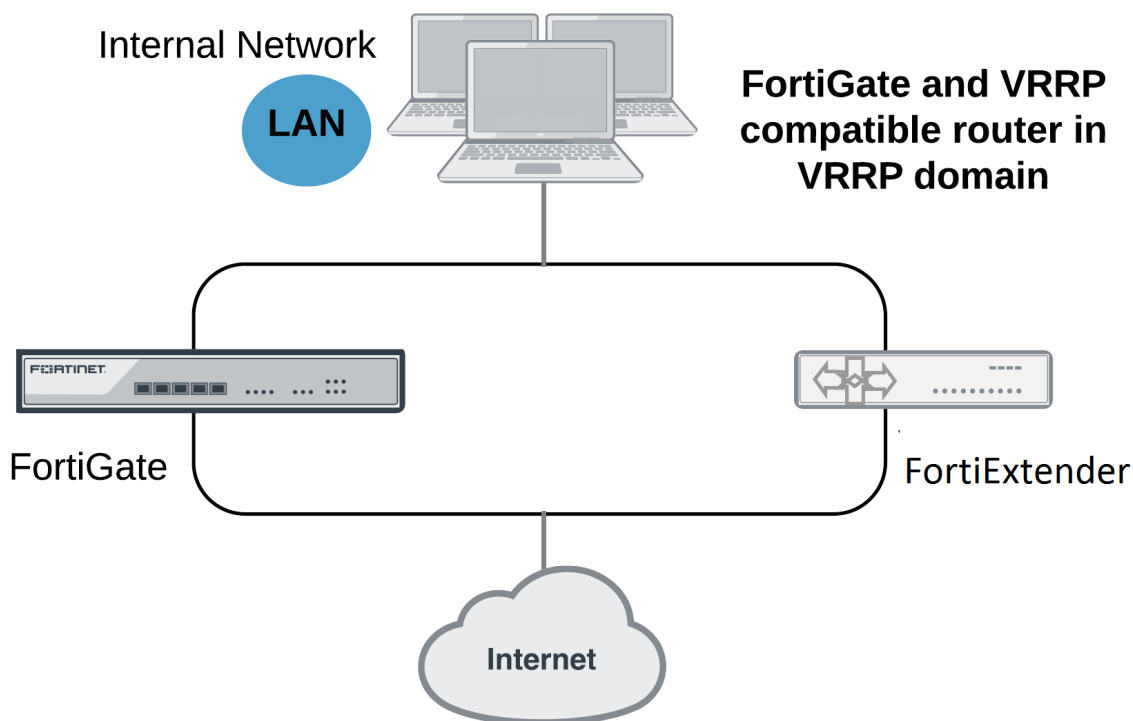 Internal Network
LAN
FortiGate and VRRP
compatible router in
VRRP domain
FORTINET
FortiGate
FortiExtender
Internet